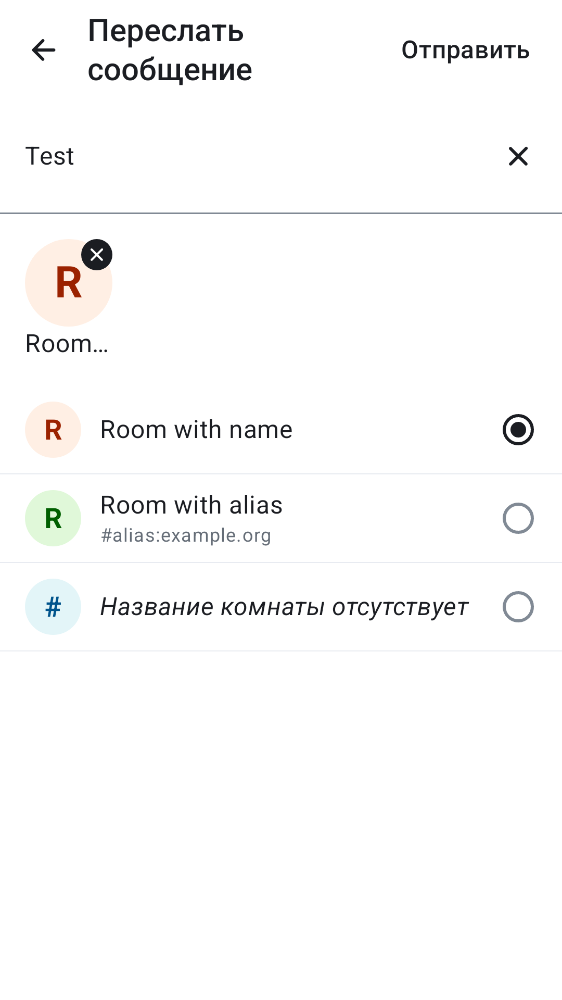 Переслать
сообщение
Отправить
Test
R
Room…
R
Room with name
R
Room with alias
#alias:example.org
#
Название комнаты отсутствует